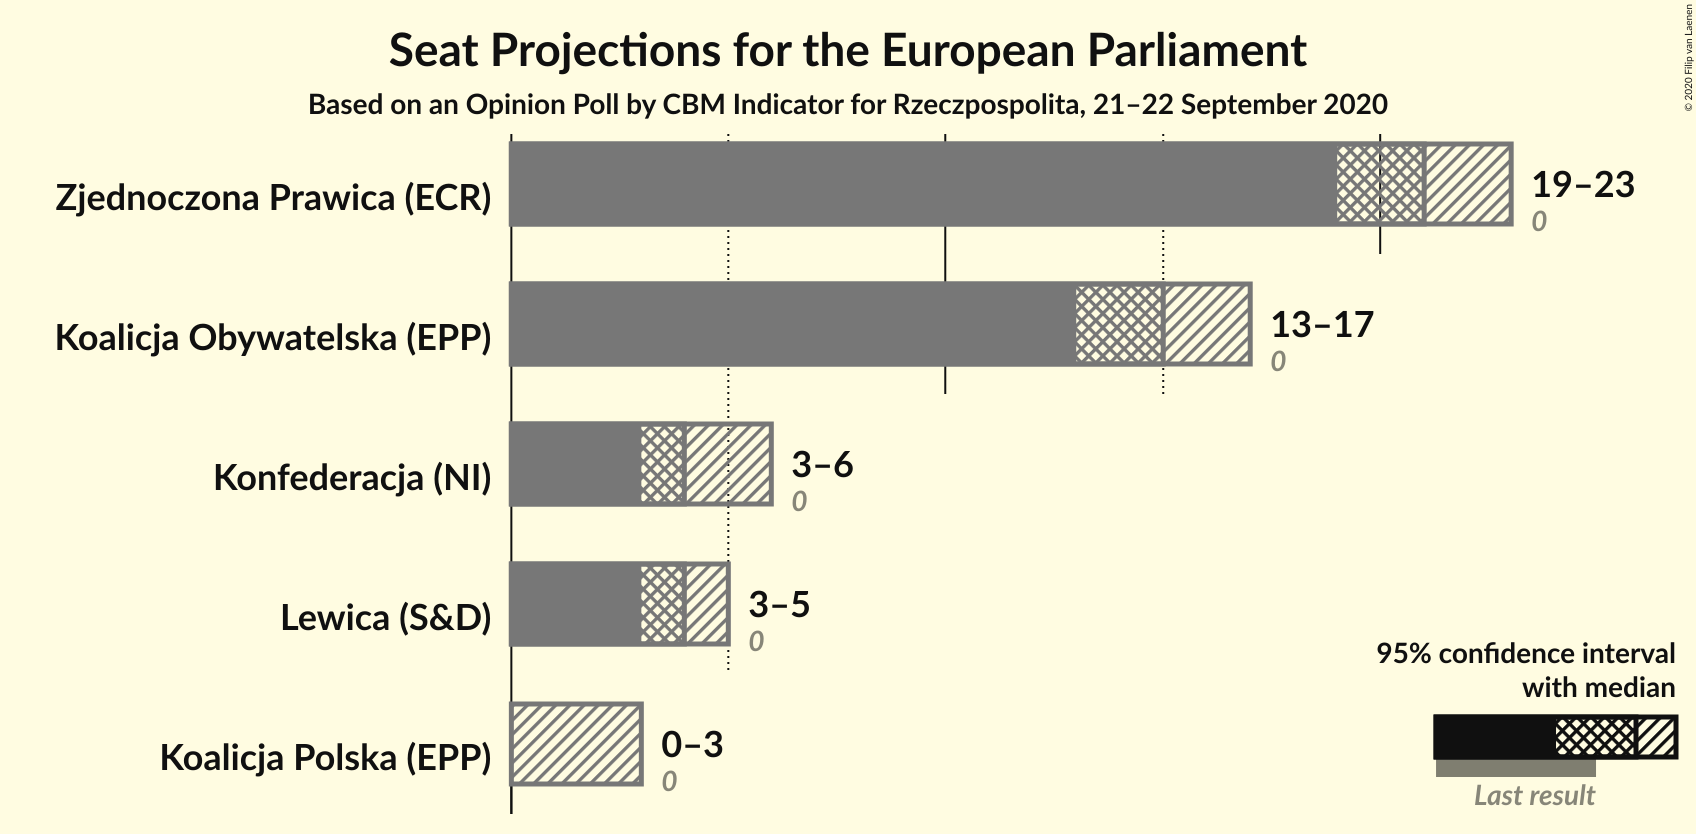 Seat Projections for the European Parliament
Based on an Opinion Poll by CBM Indicator for Rzeczpospolita, 21–22 September 2020
© 2020 Filip van Laenen
Zjednoczona Prawica (ECR)
19–23
0
Koalicja Obywatelska (EPP)
13–17
0
Konfederacja (NI)
3–6
0
Lewica (S&D)
3–5
0
Koalicja Polska (EPP)
0–3
0
95% confidence interval
with median
Last result